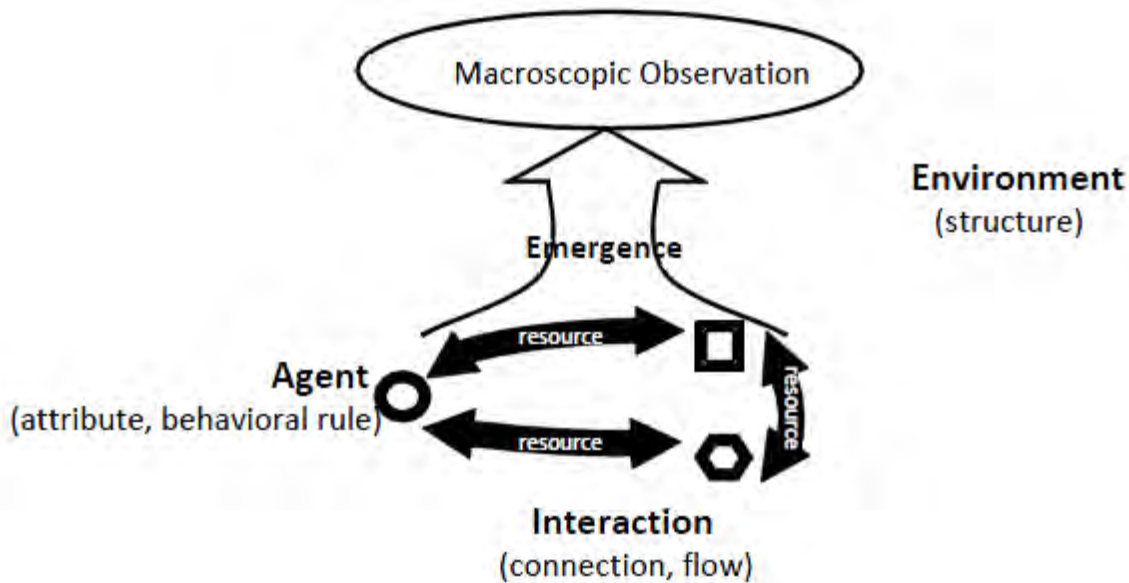 Macroscopic Observation
Environment
(structure)
Emergence
resource
Agent
(attribute, behavioral rule)
resource
resource
Interaction
(connection, flow)